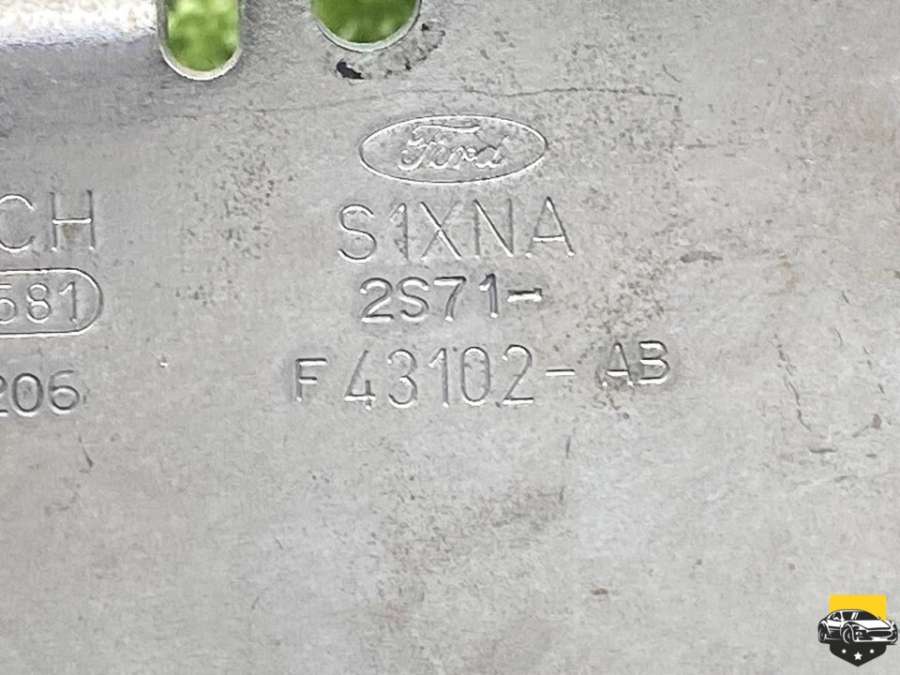 Ford
CH
S1XNA
581
2S71-
206
F43102-AB